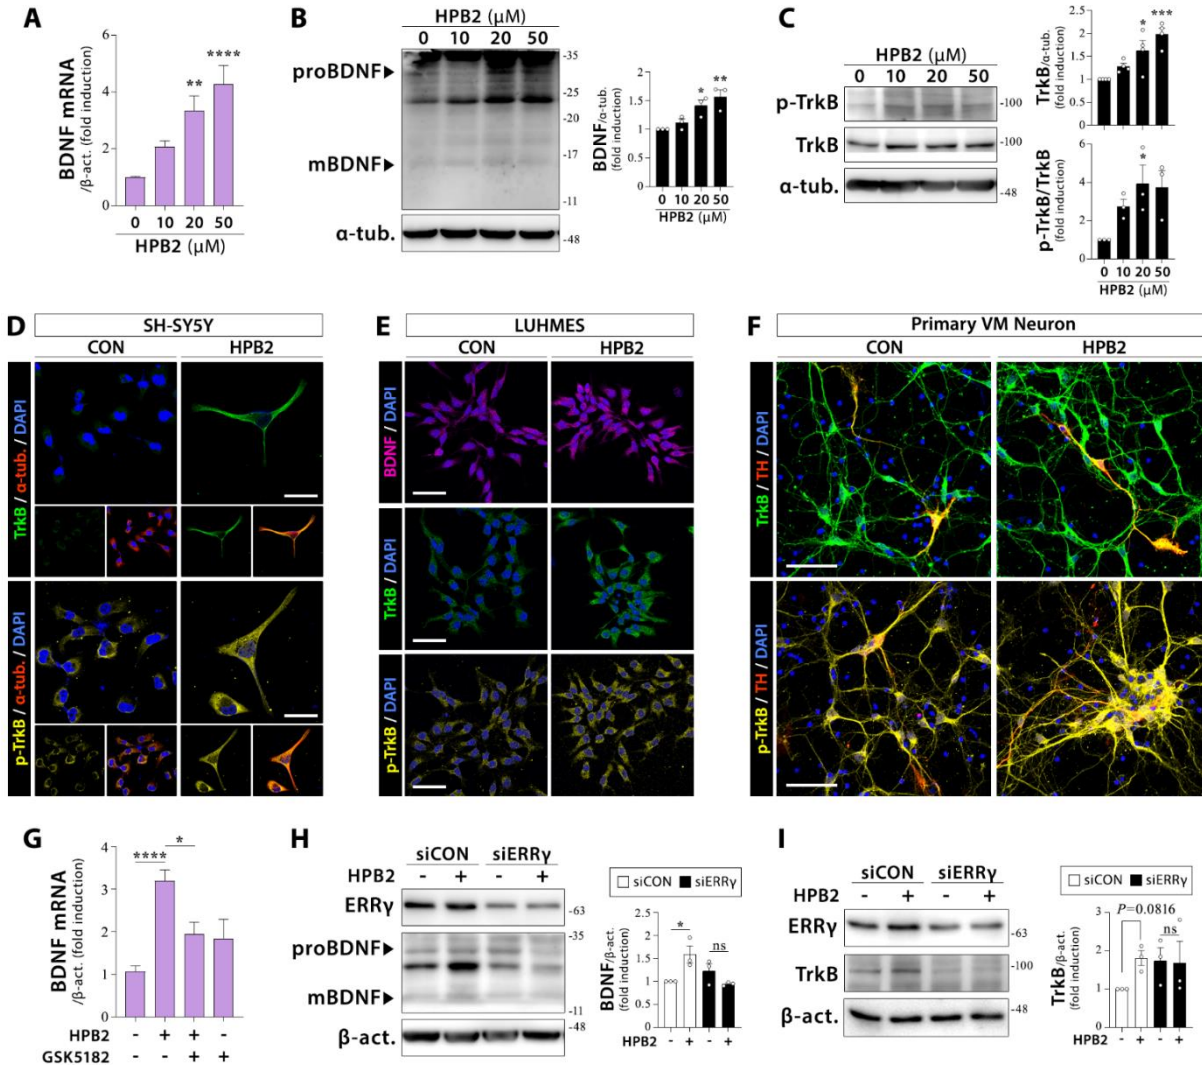 A
BDNF mRNA
/β-act. (fold induction)
6
4
2
0
**
****
0 10 20 50
HPB2 (μM)
B
HPB2 (μM)
0 10 20 50
proBDNF
mBDNF
α-tub.
-35
-25
-20
-17
-11
-48
BDNF/α-tub.
(fold induction)
2.0
1.5
1.0
0.5
0
*
**
0 10 20 50
HPB2 (μM)
C
HPB2 (μM)
0 10 20 50
p-TrkB
-100
TrkB
-100
α-tub.
-48
TrkB/α-tub.
(fold induction)
2.5
2.0
1.5
1.0
0.5
0
*
***
p-TrkB/TrkB
(fold induction)
6
4
2
0
*
0 10 20 50
HPB2 (μM)
D
SH-SY5Y
CON HPB2
TrkB / α-tub. / DAPI
p-TrkB / α-tub. / DAPI
E
LUHMES
CON HPB2
BDNF / DAPI
TrkB / DAPI
p-TrkB / DAPI
F
Primary VM Neuron
CON HPB2
TrkB / TH / DAPI
p-TrkB / TH / DAPI
G
BDNF mRNA
/β-act. (fold induction)
4
3
2
1
0
****
*
HPB2 - + + -
GSK5182 - - + +
H
siCON siERRγ
HPB2 - + - +
ERRγ
-63
-35
proBDNF
mBDNF
-11
β-act.
-48
siCON siERRγ
BDNF/β-act.
(fold induction)
2.5
2.0
1.5
1.0
0.5
0
*
ns
HPB2 - + - +
I
siCON siERRγ
HPB2 - + - +
ERRγ
-63
TrkB
-100
β-act.
-48
siCON siERRγ
P=0.0816
ns
TrkB/β-act.
(fold induction)
3
2
1
0
HPB2 - + - +